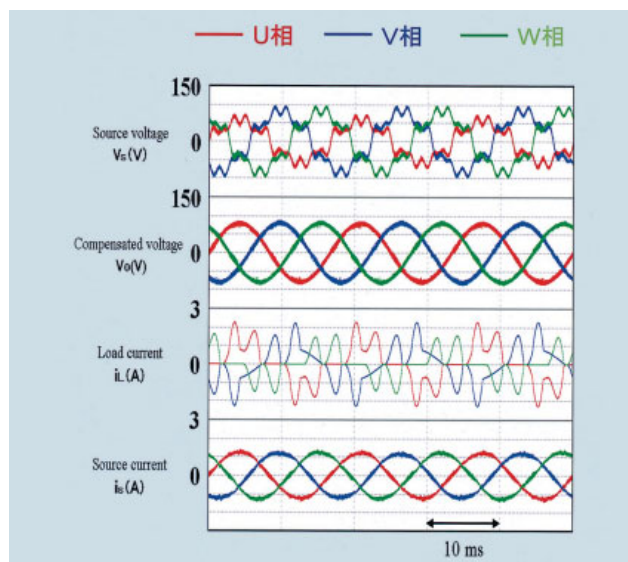 U相 V相 W相
150
Source voltage
Vs(V)
0
150
Compensated voltage
Vo(V)
0
3
Load current
iL(A)
0
3
Source current
is(A)
0
10 ms